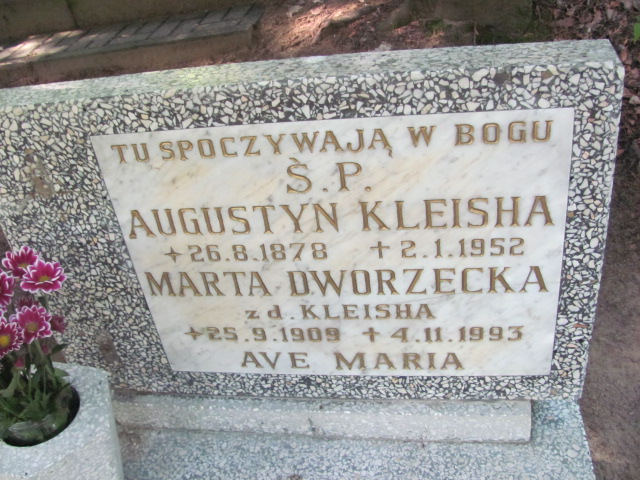 TU SPOCZYWAJĄ W BOGU
Ś.P.
AUGUSTYN KLEISHA
+26.8.1878 +2.1.1952
MARTA DWORZECKA
zd. KLEISHA
+25.9.1909 +4.11.1993
AVE MARIA